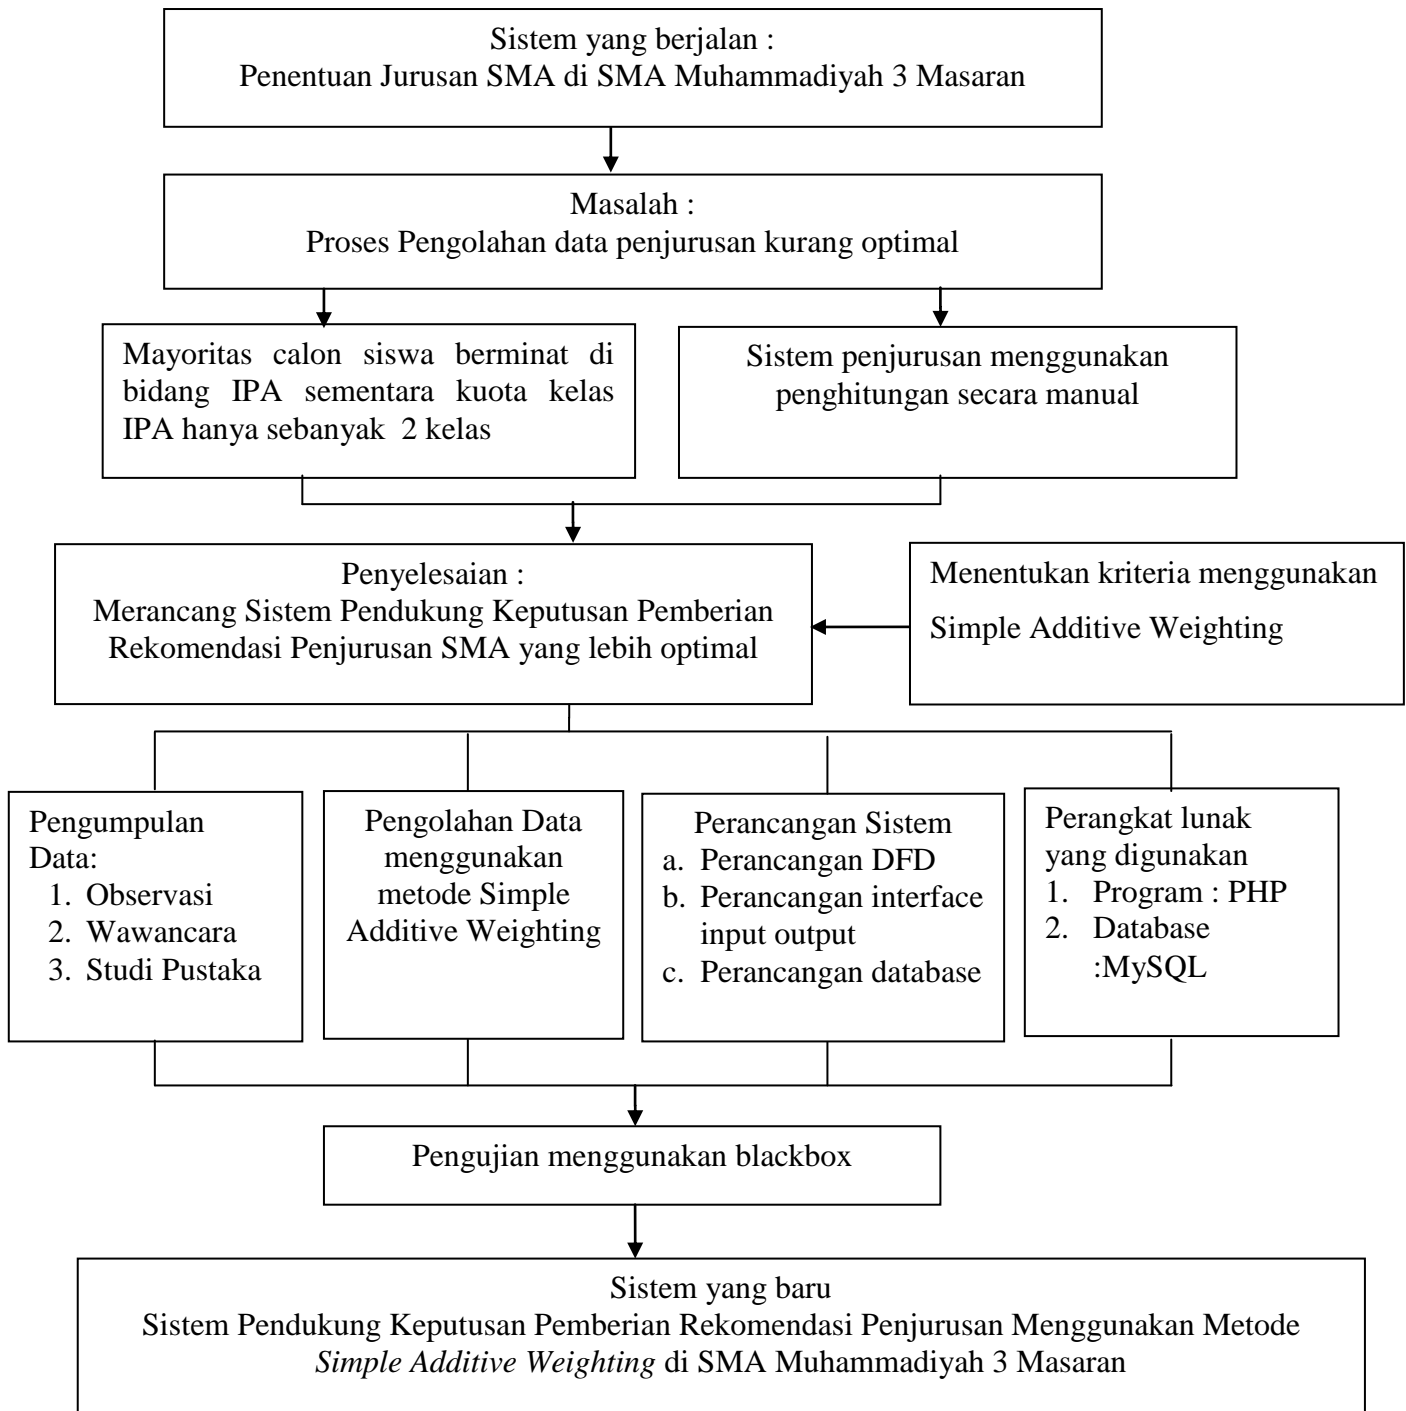 Sistem yang berjalan :
Penentuan Jurusan SMA di SMA Muhammadiyah 3 Masaran
Masalah :
Proses Pengolahan data penjurusan kurang optimal
Mayoritas calon siswa berminat di
bidang IPA sementara kuota kelas
IPA hanya sebanyak 2 kelas
Sistem penjurusan menggunakan
penghitungan secara manual
Penyelesaian :
Merancang Sistem Pendukung Keputusan Pemberian
Rekomendasi Penjurusan SMA yang lebih optimal
Menentukan kriteria menggunakan
Simple Additive Weighting
Pengumpulan
Data:
1. Observasi
2. Wawancara
3. Studi Pustaka
Pengolahan Data
menggunakan
metode Simple
Additive Weighting
Perancangan Sistem
a. Perancangan DFD
b. Perancangan interface
input output
c. Perancangan database
Perangkat lunak
yang digunakan
1. Program : PHP
2. Database
:MySQL
Pengujian menggunakan blackbox
Sistem yang baru
Sistem Pendukung Keputusan Pemberian Rekomendasi Penjurusan Menggunakan Metode
Simple Additive Weighting di SMA Muhammadiyah 3 Masaran